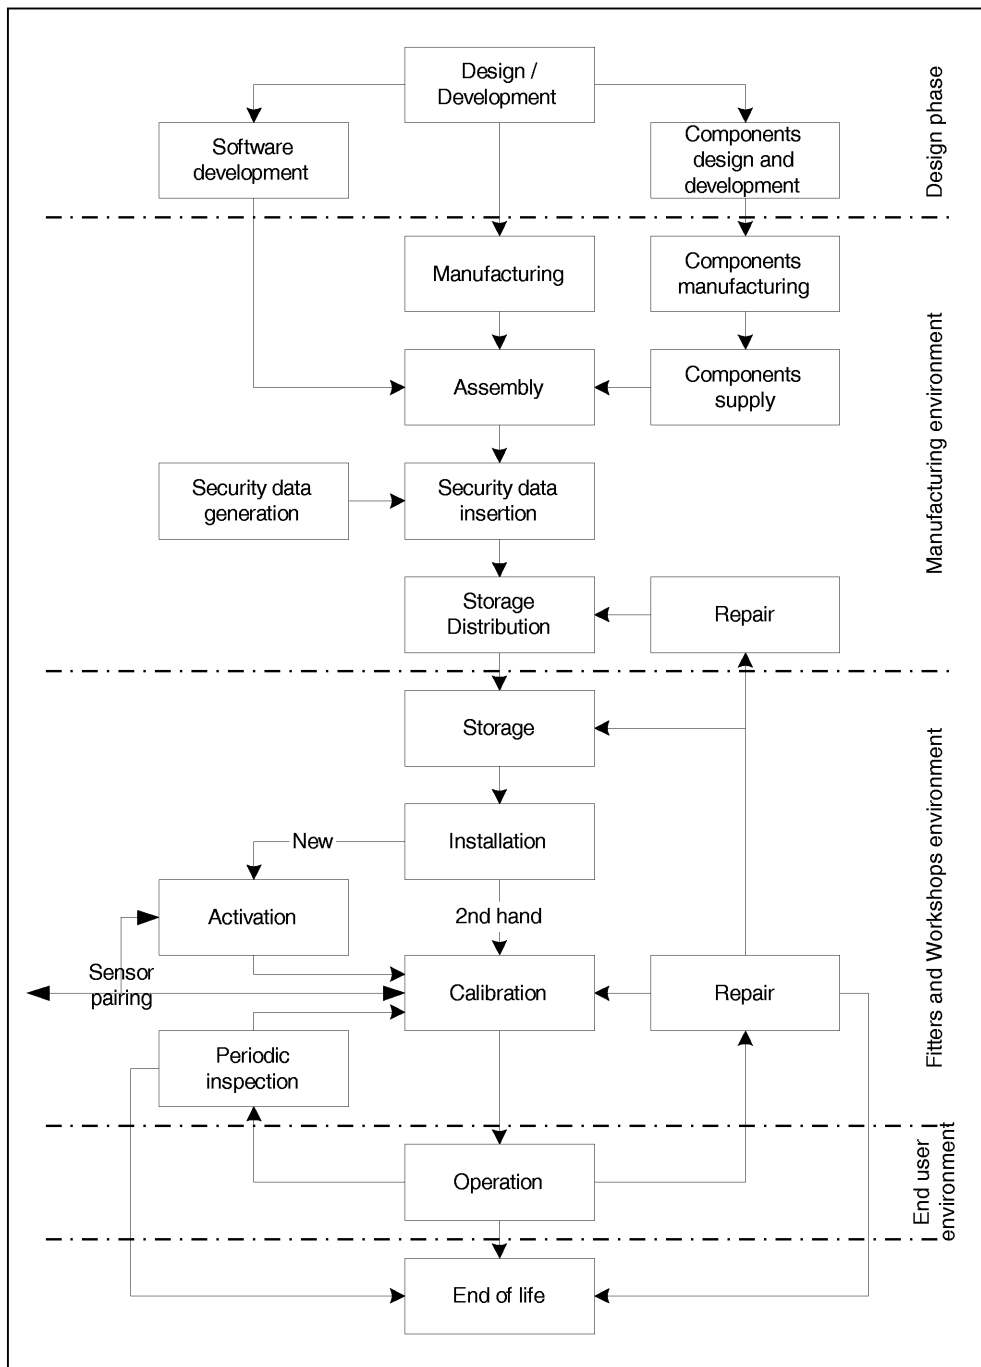 Design /
Development
Software
development
Components
design and
development
Design phase
Manufacturing
Components
manufacturing
Assembly
Components
supply
Manufacturing environment
Security data
generation
Security data
insertion
Storage
Distribution
Repair
Storage
New
Installation
Activation
2nd hand
Sensor
pairing
Calibration
Repair
Fitters and Workshops environment
Periodic
inspection
Operation
End user
environment
End of life